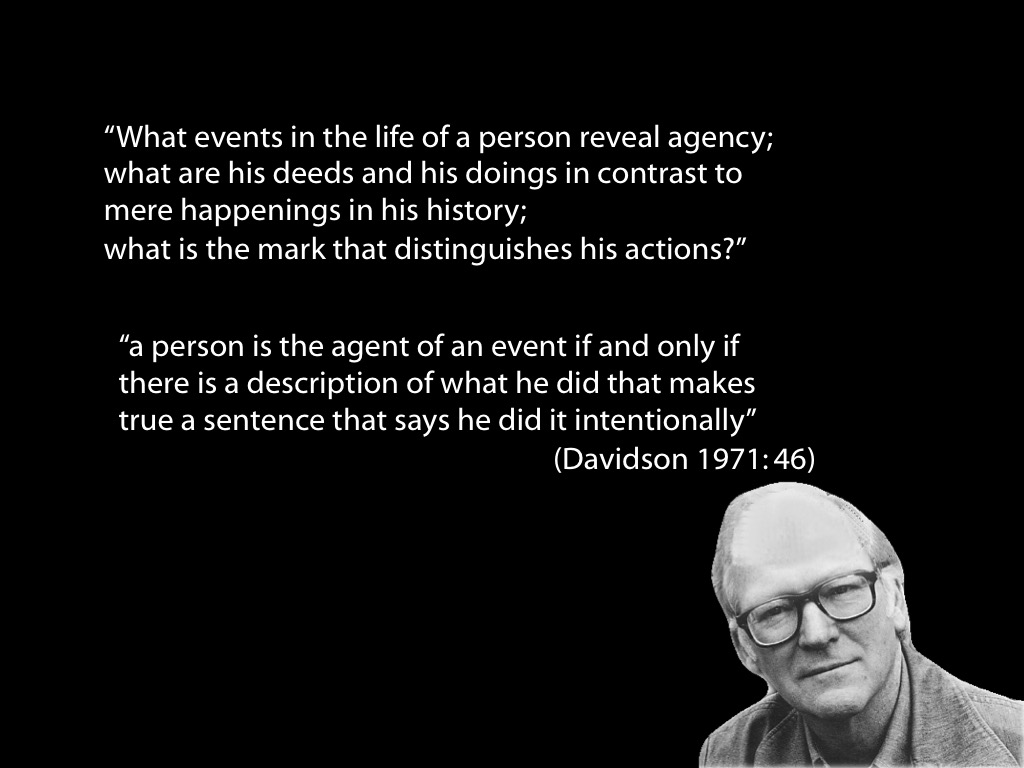 “What events in the life of a person reveal agency;
what are his deeds and his doings in contrast to
mere happenings in his history;
what is the mark that distinguishes his actions?”
“a person is the agent of an event if and only if
there is a description of what he did that makes
true a sentence that says he did it intentionally”
(Davidson 1971: 46)